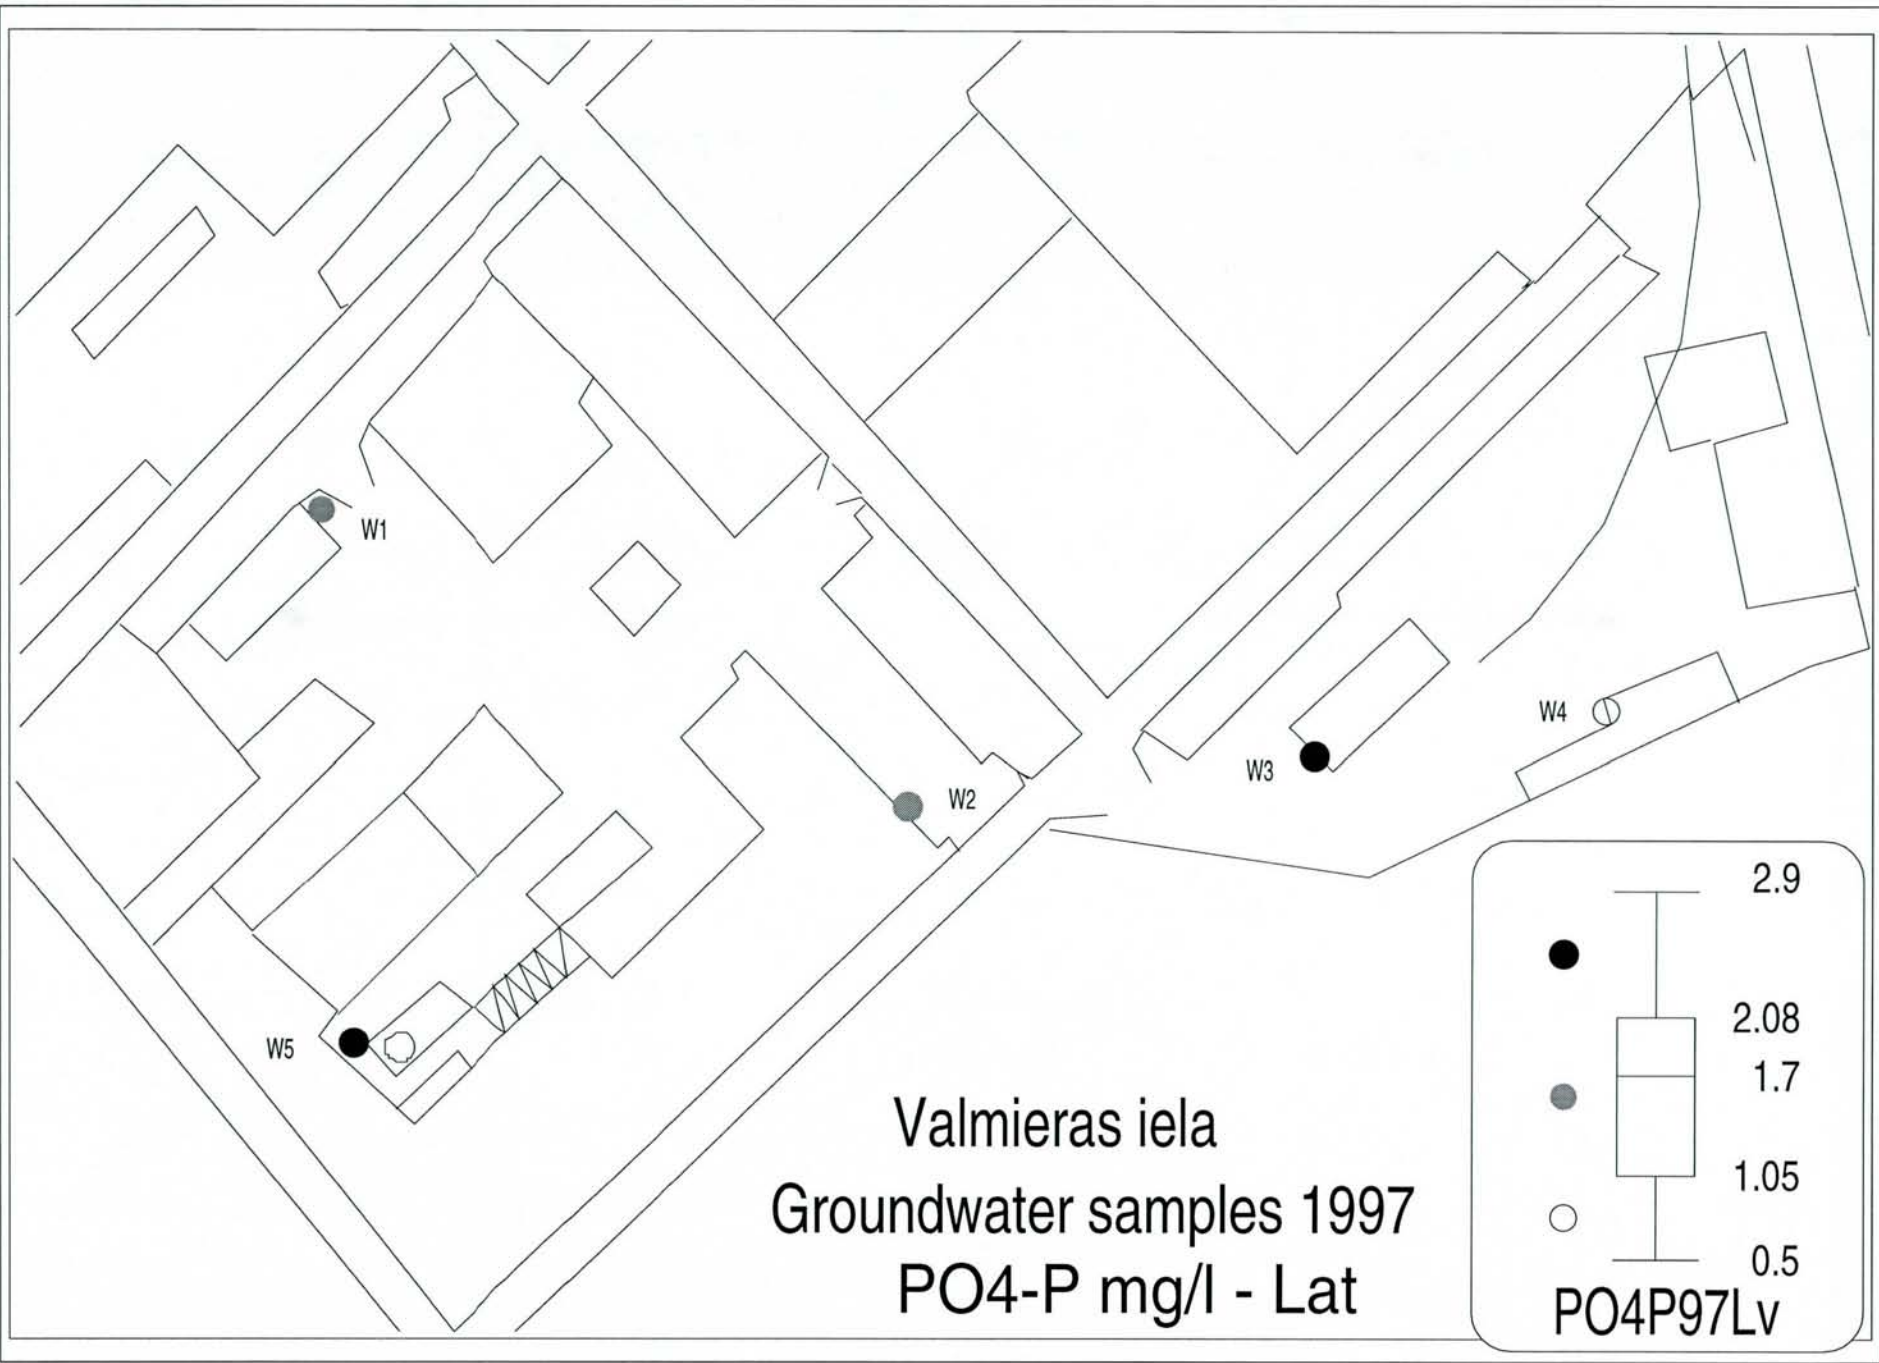 W1
W2
W3
W4
W5
Valmieras iela
Groundwater samples 1997
PO4-P mg/l - Lat
2.9
2.08
1.7
1.05
0.5
PO4P97Lv